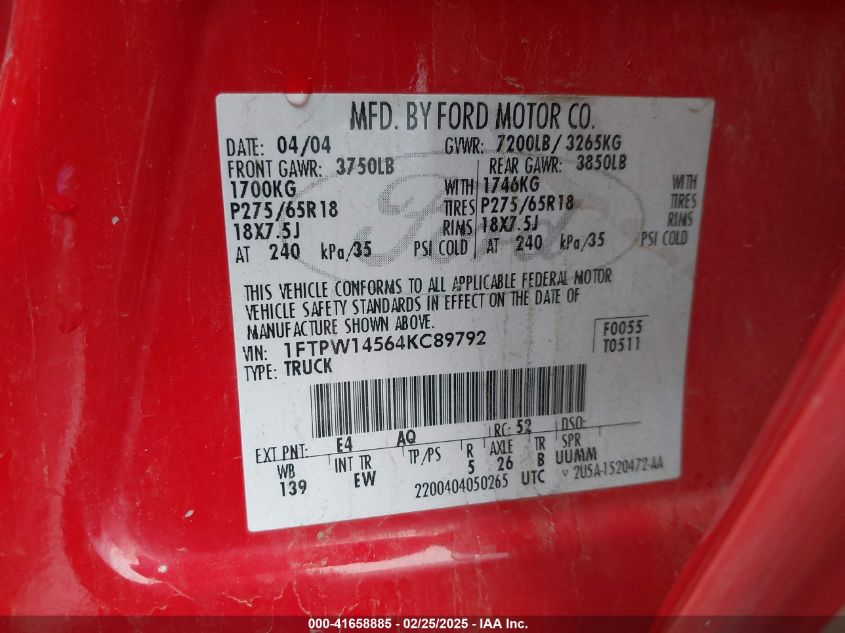 MFD. BY FORD MOTOR CO.
DATE: 04/04 GVWR: 7200LB/ 3265KG
FRONT GAWR: 3750LB REAR GAWR: 3850LB
1700KG WITH 1746KG WITH
P275/65R18 TIRES P275/65R18 TIRES
18X7.5J RIMS 18X7.5J RIMS
AT 240 kPa/35 PSI COLD AT 240 kPa/35 PSI COLD
Ford
THIS VEHICLE CONFORMS TO ALL APPLICABLE FEDERAL MOTOR
VEHICLE SAFETY STANDARDS IN EFFECT ON THE DATE OF
MANUFACTURE SHOWN ABOVE.
VIN: 1FTPW14564KC89792 F0055
TYPE: TRUCK T0511
EXT PNT: E4 AQ RC: 52 DSO:
WB INT TR TP/PS R AXLE TR SPR
139 EW 5 26 B UUMM
2200404050265 UTC ▽ 2U5A-1520472-AA
000-41658885 - 02/25/2025 - IAA Inc.